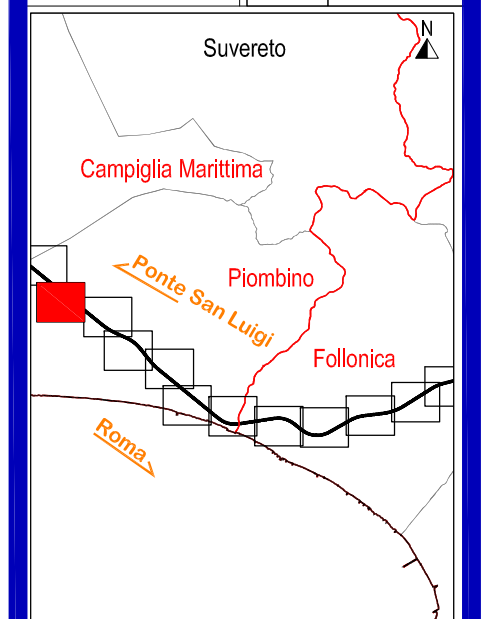 N
Suvereto
Campiglia Marittima
Ponte San Luigi
Piombino
Follonica
Roma